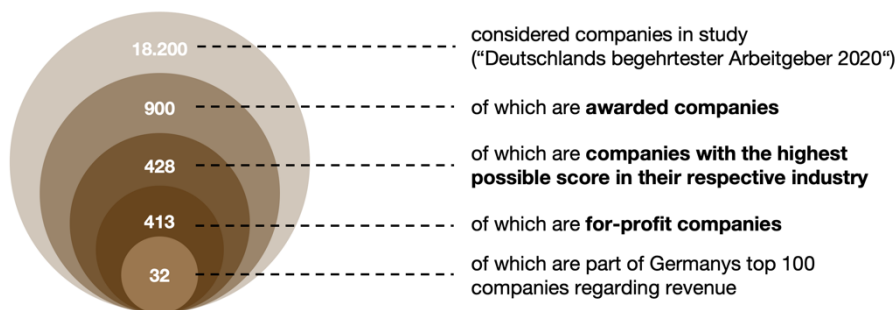 18.200
considered companies in study
(“Deutschlands begehrtester Arbeitgeber 2020“)
900
of which are awarded companies
428
of which are companies with the highest
possible score in their respective industry
413
of which are for-profit companies
32
of which are part of Germanys top 100
companies regarding revenue